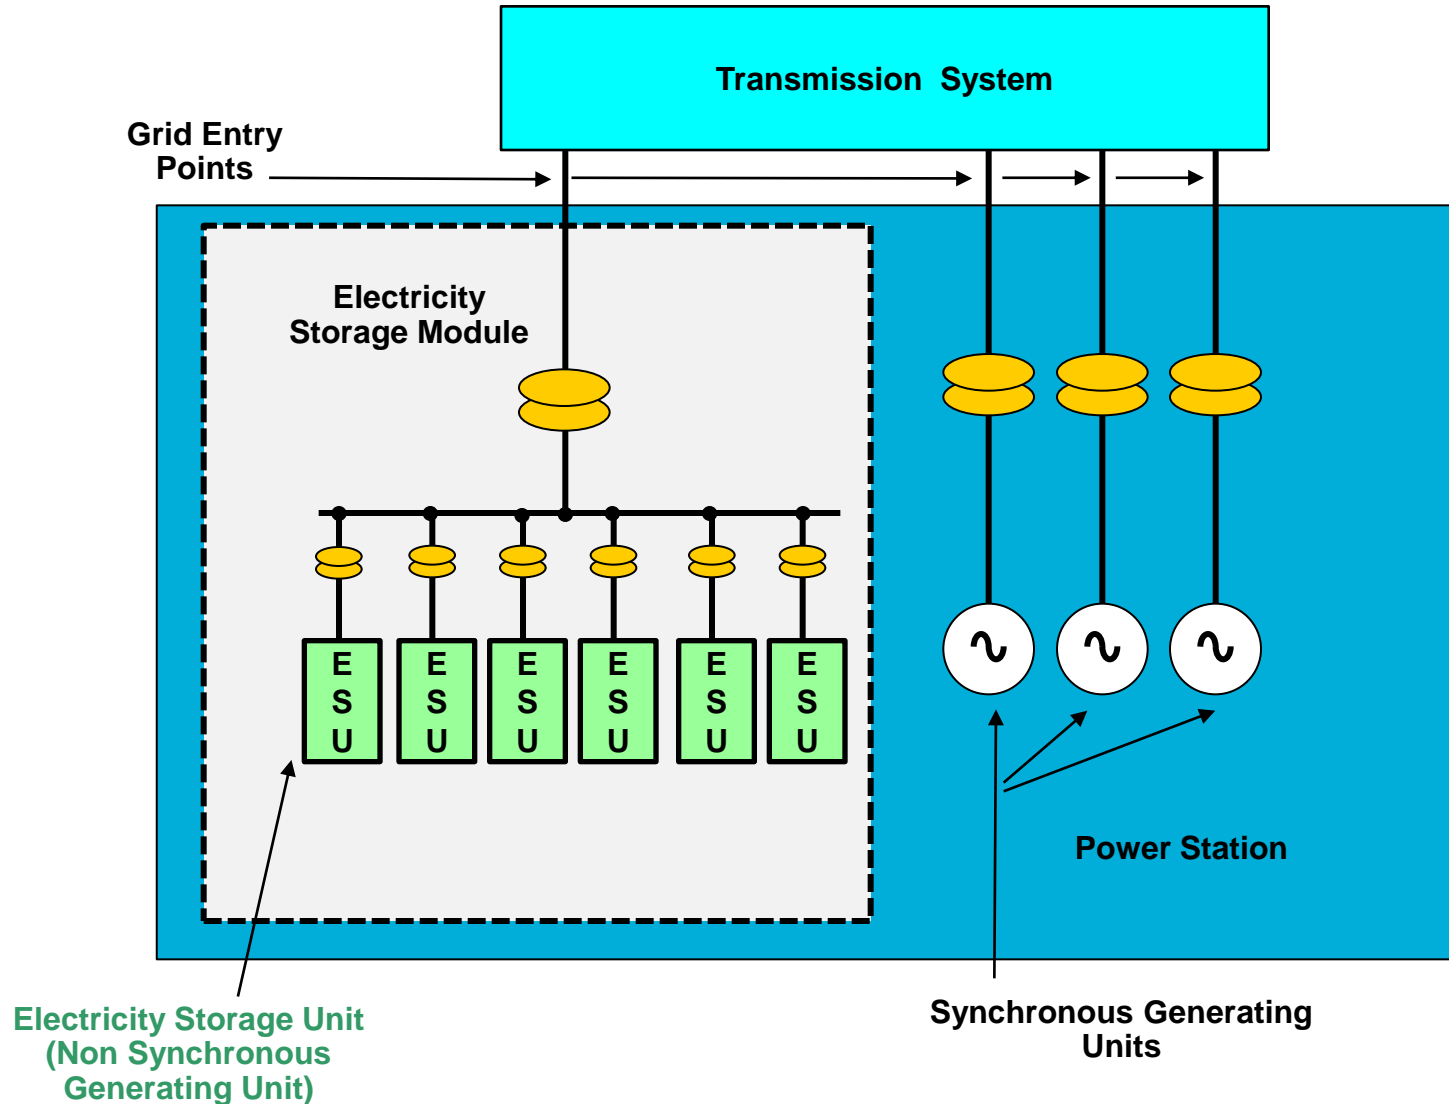 Transmission System
Grid Entry
Points
Electricity
Storage Module
E
S
U
E
S
U
E
S
U
E
S
U
E
S
U
E
S
U
Power Station
Electricity Storage Unit
(Non Synchronous
Generating Unit)
Synchronous Generating
Units